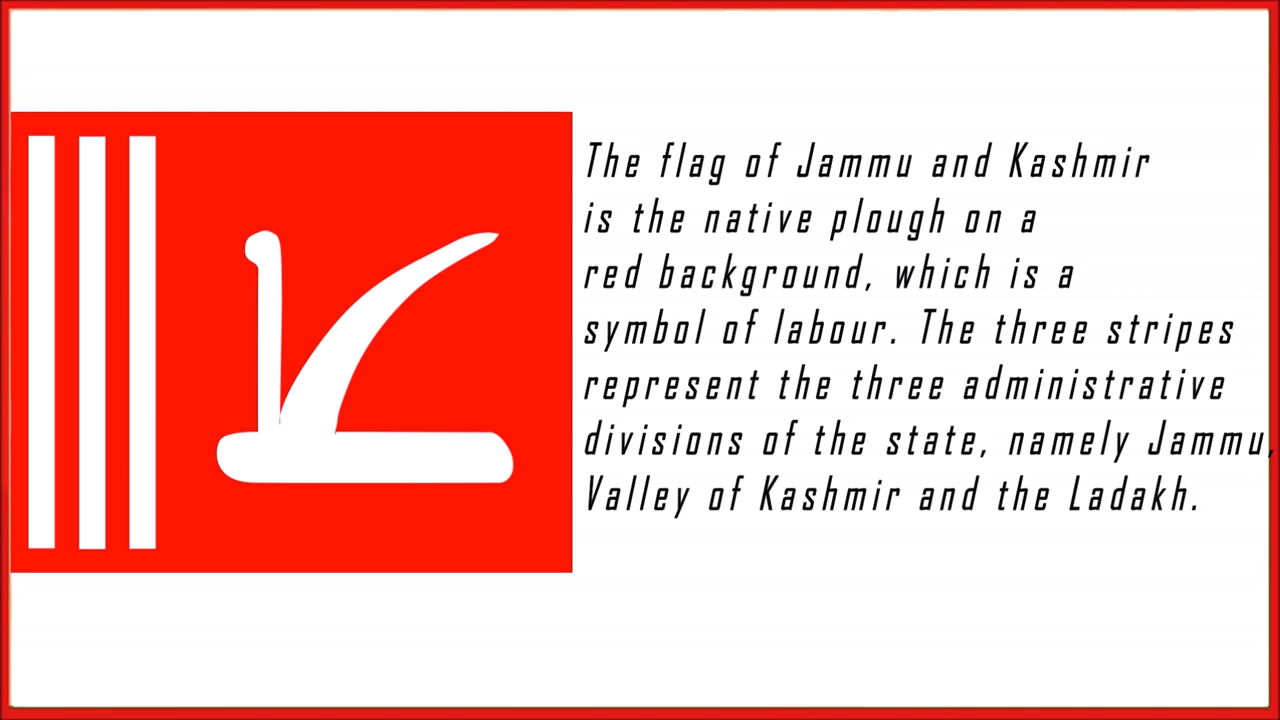 The flag of Jammu and Kashmir
is the native plough on a
red background, which is a
symbol of labour. The three stripes
represent the three administrative
divisions of the state, namely Jammu,
Valley of Kashmir and the Ladakh.